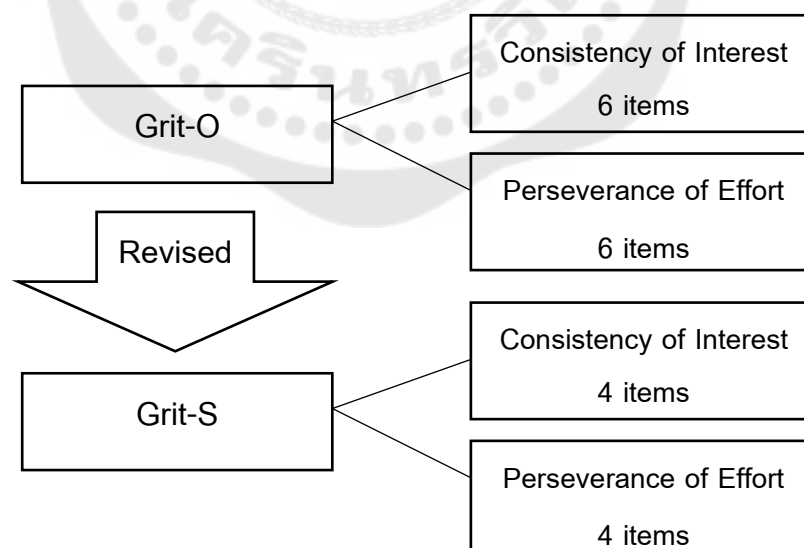 Consistency of Interest
6 items
Grit-O
Perseverance of Effort
6 items
Revised
Consistency of Interest
4 items
Grit-S
Perseverance of Effort
4 items